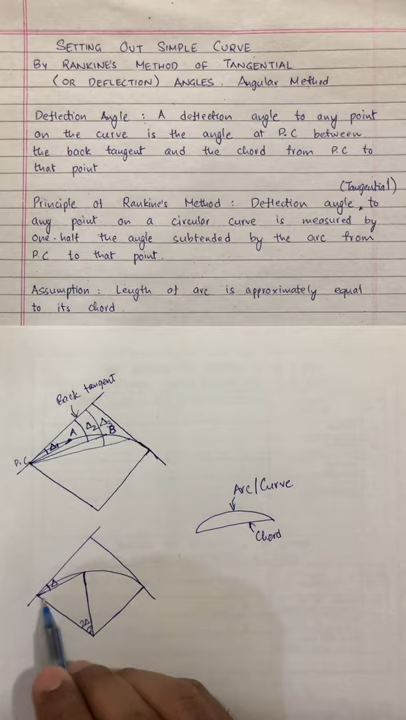 SETTING OUT SIMPLE CURVE
BY RANKINE'S METHOD OF TANGENTIAL
(OR DEFLECTION) ANGLES. Angular Method
Deflection Angle : A deflection angle to any point
on the curve is the angle at P.C between
the back tangent and the chord from P.C to
that point
(Tangential)
Principle of Rankine's Method : Deflection angle, to
any point on a circular curve is measured by
one-half the angle subtended by the arc from
P.C to that point.
Assumption : Length of arc is approximately equal
to its chord
Back tangent
A
Δ2
Δ3
B
Δ1
P.C
Arc/Curve
Chord
Δ
2Δ